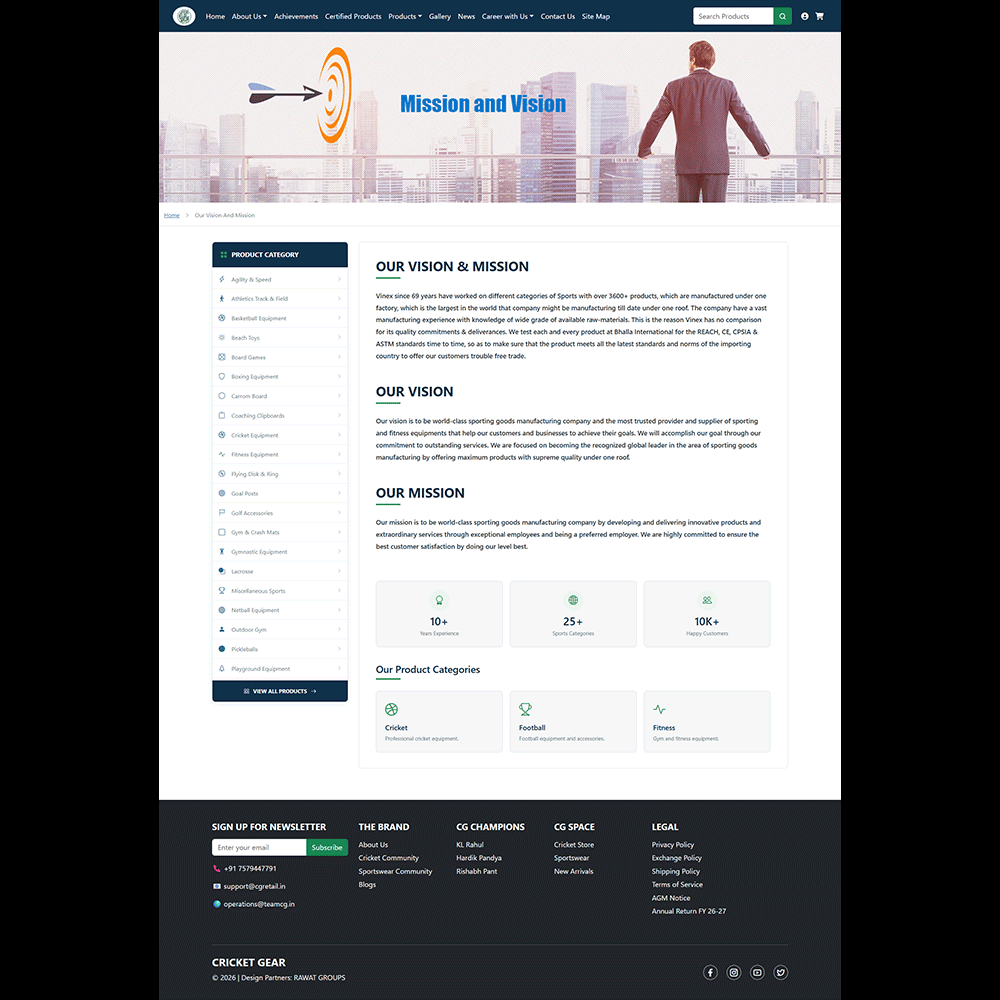 Home About Us Achievements Certified Products Products Gallery News Career with Us Contact Us Site Map
Search Products
Mission and Vision
Home > Our Vision And Mission
PRODUCT CATEGORY
Agility & Speed
Athletics Track & Field
Basketball Equipment
Beach Toys
Board Games
Boxing Equipment
Carrom Board
Coaching Clipboards
Cricket Equipment
Fitness Equipment
Flying Disk & Ring
Goal Posts
Golf Accessories
Gym & Crash Mats
Gymnastic Equipment
Lacrosse
Miscellaneous Sports
Netball Equipment
Outdoor Gym
Pickleballs
Playground Equipment
VIEW ALL PRODUCTS
OUR VISION & MISSION
Vinex since 69 years have worked on different categories of Sports with over 3600+ products, which are manufactured under one
factory, which is the largest in the world that company might be manufacturing till date under one roof. The company have a vast
manufacturing experience with knowledge of wide grade of available raw-materials. This is the reason Vinex has no comparison
for its quality commitments & deliverances. We test each and every product at Bhalla International for the REACH, CE, CPSIA &
ASTM standards time to time, so as to make sure that the product meets all the latest standards and norms of the importing
country to offer our customers trouble free trade.
OUR VISION
Our vision is to be world-class sporting goods manufacturing company and the most trusted provider and supplier of sporting
and fitness equipments that help our customers and businesses to achieve their goals. We will accomplish our goal through our
commitment to outstanding services. We are focused on becoming the recognized global leader in the area of sporting goods
manufacturing by offering maximum products with supreme quality under one roof.
OUR MISSION
Our mission is to be world-class sporting goods manufacturing company by developing and delivering innovative products and
extraordinary services through exceptional employees and being a preferred employer. We are highly committed to ensure the
best customer satisfaction by doing our level best.
10+
Years Experience
25+
Sports Categories
10K+
Happy Customers
Our Product Categories
Cricket
Professional cricket equipment.
Football
Football equipment and accessories.
Fitness
Gym and fitness equipment.
SIGN UP FOR NEWSLETTER
Enter your email Subscribe
+91 7579447791
support@cgretail.in
operations@teamcg.in
THE BRAND
About Us
Cricket Community
Sportswear Community
Blogs
CG CHAMPIONS
KL Rahul
Hardik Pandya
Rishabh Pant
CG SPACE
Cricket Store
Sportswear
New Arrivals
LEGAL
Privacy Policy
Exchange Policy
Shipping Policy
Terms of Service
AGM Notice
Annual Return FY 26-27
CRICKET GEAR
© 2026 | Design Partners: RAWAT GROUPS